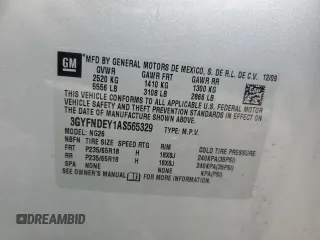 GM
MFD BY GENERAL MOTORS DE MEXICO, S. DE R.L. DE C.V. 12/09
GVWR GAWR FRT GAWR RR
2520 KG 1410 KG 1300 KG
5556 LB 3108 LB 2866 LB
THIS VEHICLE CONFORMS TO ALL APPLICABLE U.S. FEDERAL MOTOR
VEHICLE SAFETY AND THEFT PREVENTION STANDARDS IN EFFECT ON
THE DATE OF MANUFACTURE SHOWN ABOVE.
3GYFNDEY1AS565329 TYPE: M.P.V.
MODEL: NG26
NBFN TIRE SIZE SPEED RTG RIM COLD TIRE PRESSURE
FRT P235/65R18 H 18X8J 240KPA(35PSI)
RR P235/65R18 H 18X8J 240KPA(35PSI)
SPA NONE NONE KPA(PSI)
SEE OWNER'S MANUAL FOR ADDITIONAL INFORMATION
© DREAMBID
dreambid.com